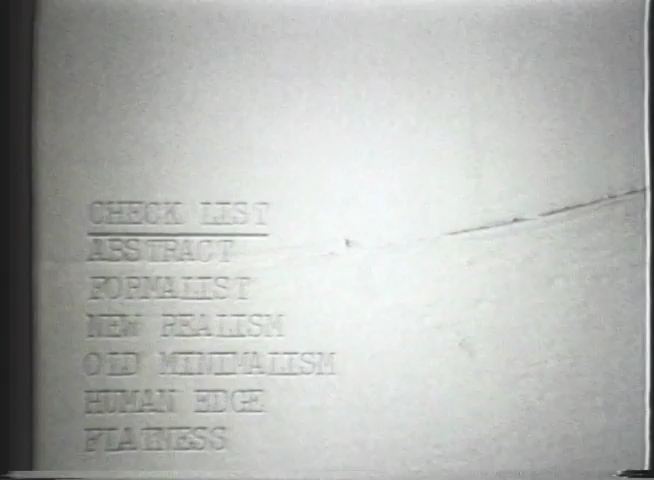 CHECK LIST
ABSTRACT
FORMALIST
NEW REALISM
OLD MINIMALISM
HUMAN EDGE
FLATNESS